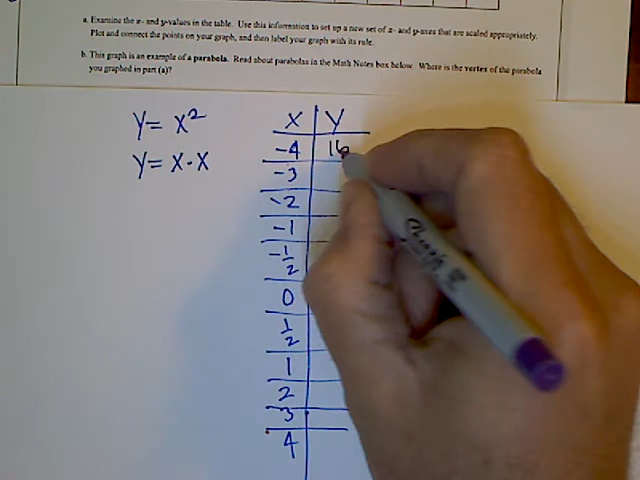 a. Examine the x- and y-values in the table. Use this information to set up a new set of x- and y-axes that are scaled appropriately.
Plot and connect the points on your graph, and then label your graph with its rule.
b. This graph is an example of a parabola. Read about parabolas in the Math Notes box below. Where is the vertex of the parabola
you graphed in part (a)?
y= x²
y= x·x
x y
-4 16
-3
-2
-1
-1/2
0
1/2
1
2
3
4
Sharpie